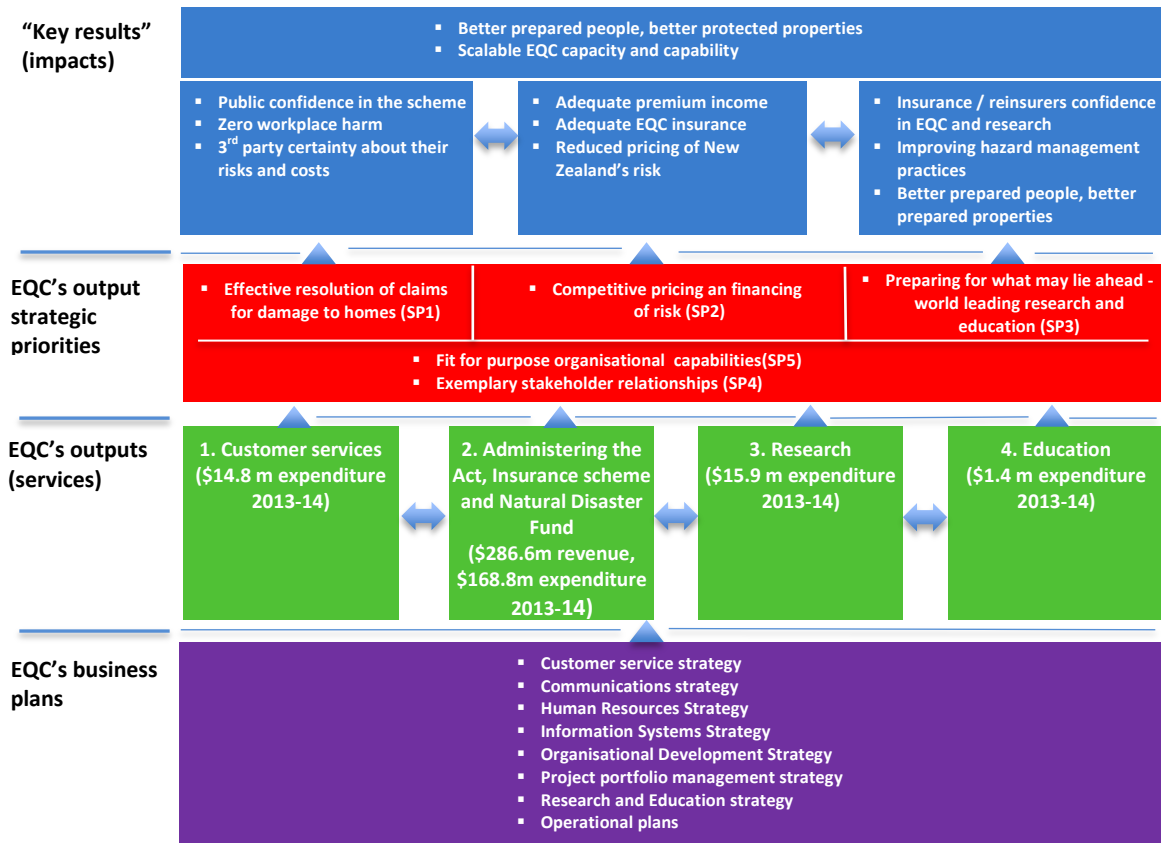 “Key results”
(impacts)
▪ Better prepared people, better protected properties
▪ Scalable EQC capacity and capability
▪ Public confidence in the scheme
▪ Zero workplace harm
▪ 3rd party certainty about their
risks and costs
▪ Adequate premium income
▪ Adequate EQC insurance
▪ Reduced pricing of New
Zealand’s risk
▪ Insurance / reinsurers confidence
in EQC and research
▪ Improving hazard management
practices
▪ Better prepared people, better
prepared properties
EQC’s output
strategic
priorities
▪ Effective resolution of claims
for damage to homes (SP1)
▪ Competitive pricing an financing
of risk (SP2)
▪ Preparing for what may lie ahead -
world leading research and
education (SP3)
▪ Fit for purpose organisational capabilities(SP5)
▪ Exemplary stakeholder relationships (SP4)
EQC’s outputs
(services)
1. Customer services
($14.8 m expenditure
2013-14)
2. Administering the
Act, Insurance scheme
and Natural Disaster
Fund
($286.6m revenue,
$168.8m expenditure
2013-14)
3. Research
($15.9 m expenditure
2013-14)
4. Education
($1.4 m expenditure
2013-14)
EQC’s business
plans
▪ Customer service strategy
▪ Communications strategy
▪ Human Resources Strategy
▪ Information Systems Strategy
▪ Organisational Development Strategy
▪ Project portfolio management strategy
▪ Research and Education strategy
▪ Operational plans